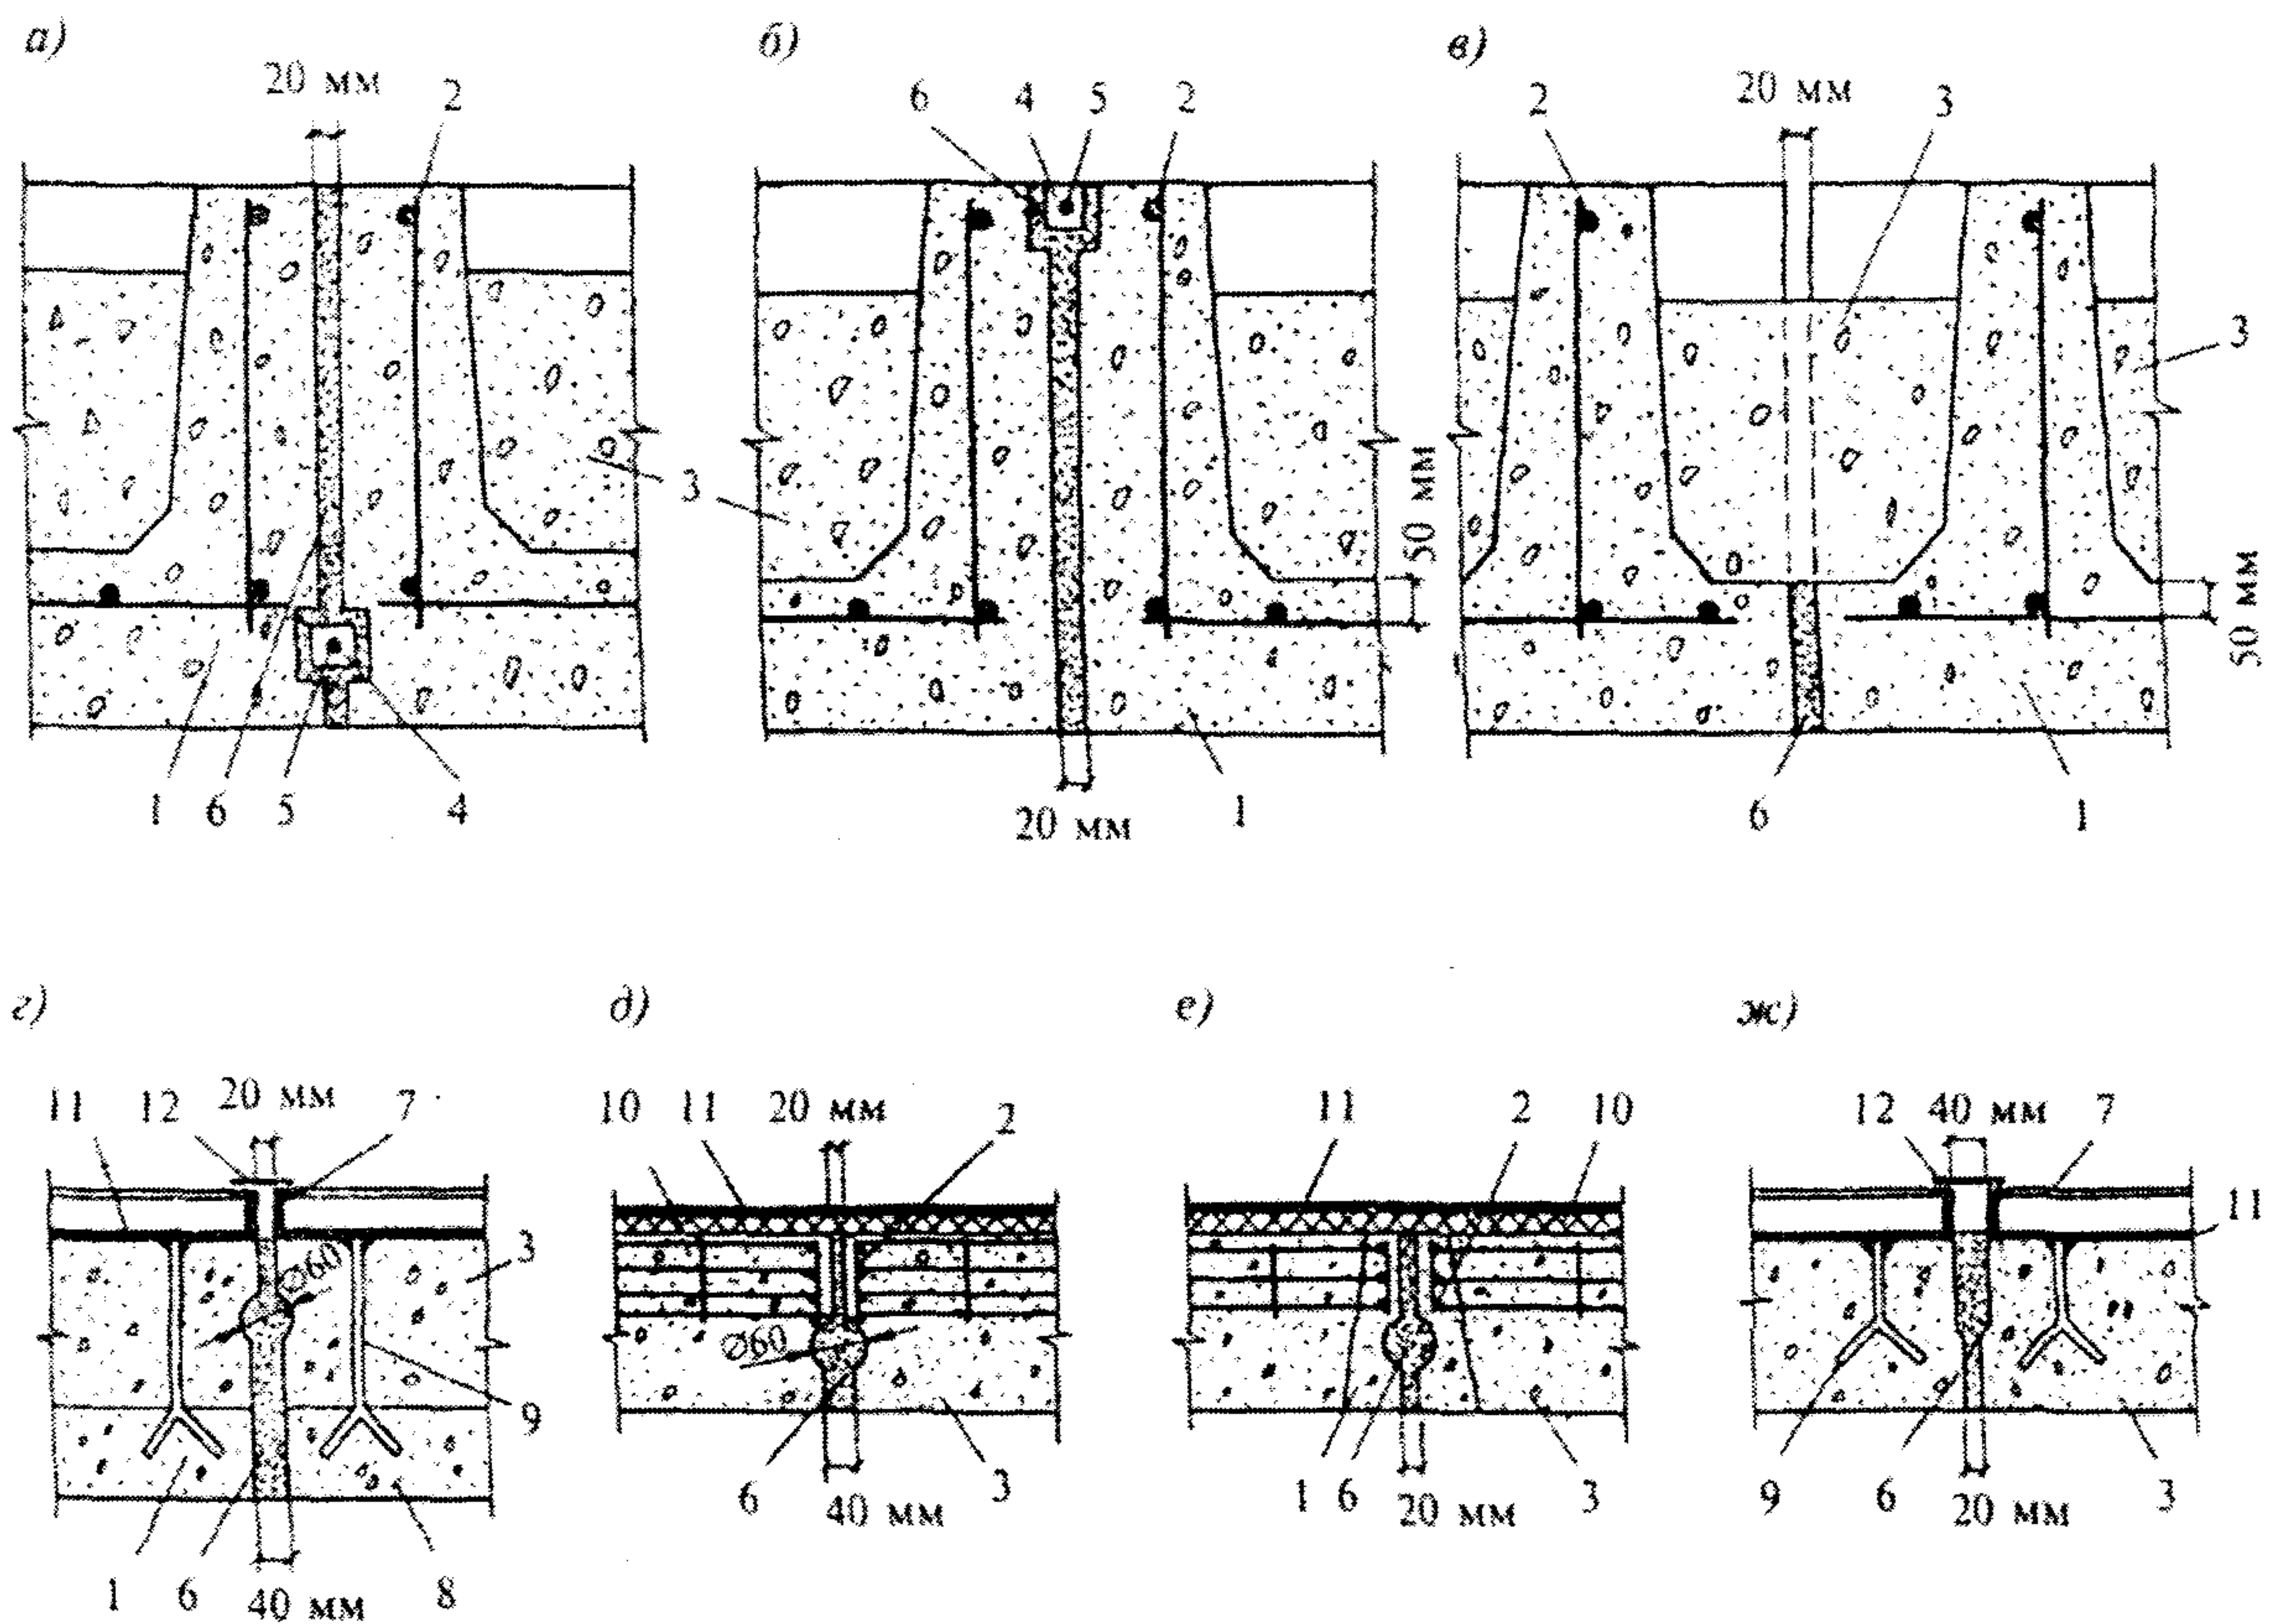 а) б) в)
20 мм 2 6 4 5 2 2 20 мм 3
3 3
50 мм 50 мм
1 6 5 4 20 мм 1 6 1
г) д) е) ж)
11 12 20 мм 7 10 11 20 мм 2 11 2 10 12 40 мм 7
3 11
Ø60 Ø60
9
6 40 мм 3 1 6 20 мм 3 9 6 20 мм 3
1 6 40 мм 8